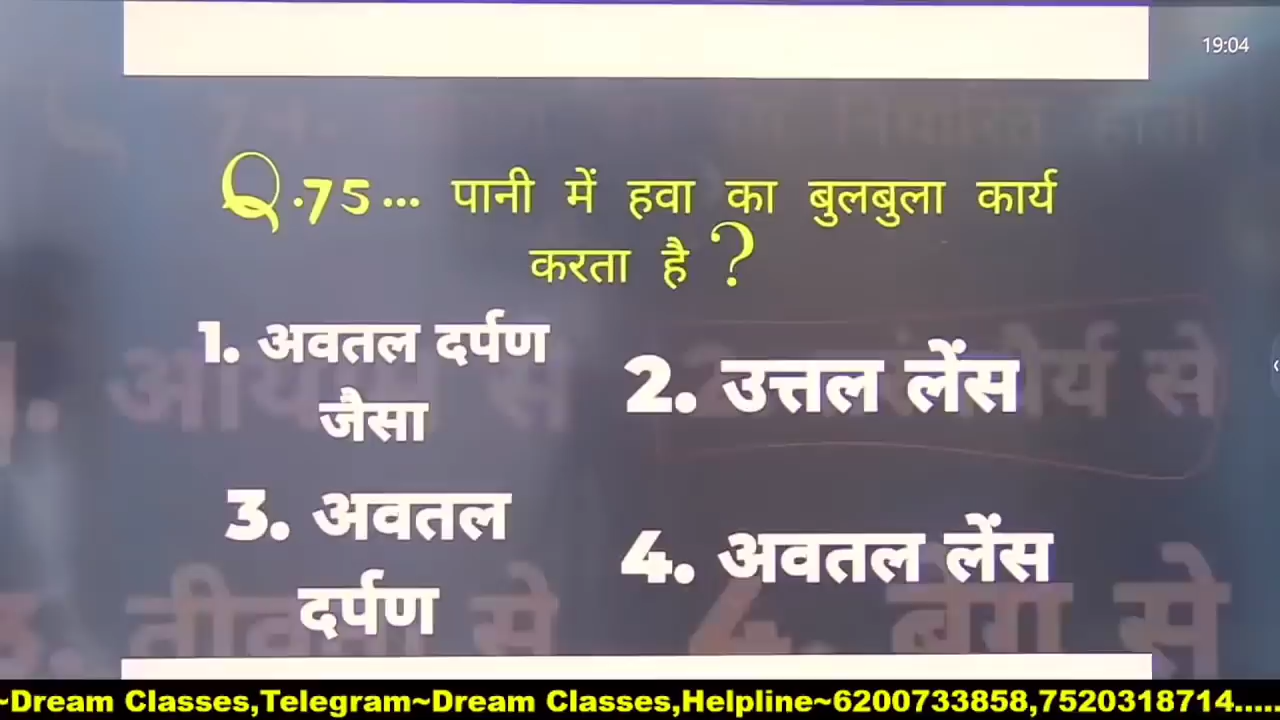 19:04
Q.75... पानी में हवा का बुलबुला कार्य
करता है ?
1. अवतल दर्पण
जैसा
2. उत्तल लेंस
3. अवतल
दर्पण
4. अवतल लेंस
~Dream Classes,Telegram~Dream Classes,Helpline~6200733858,7520318714.....